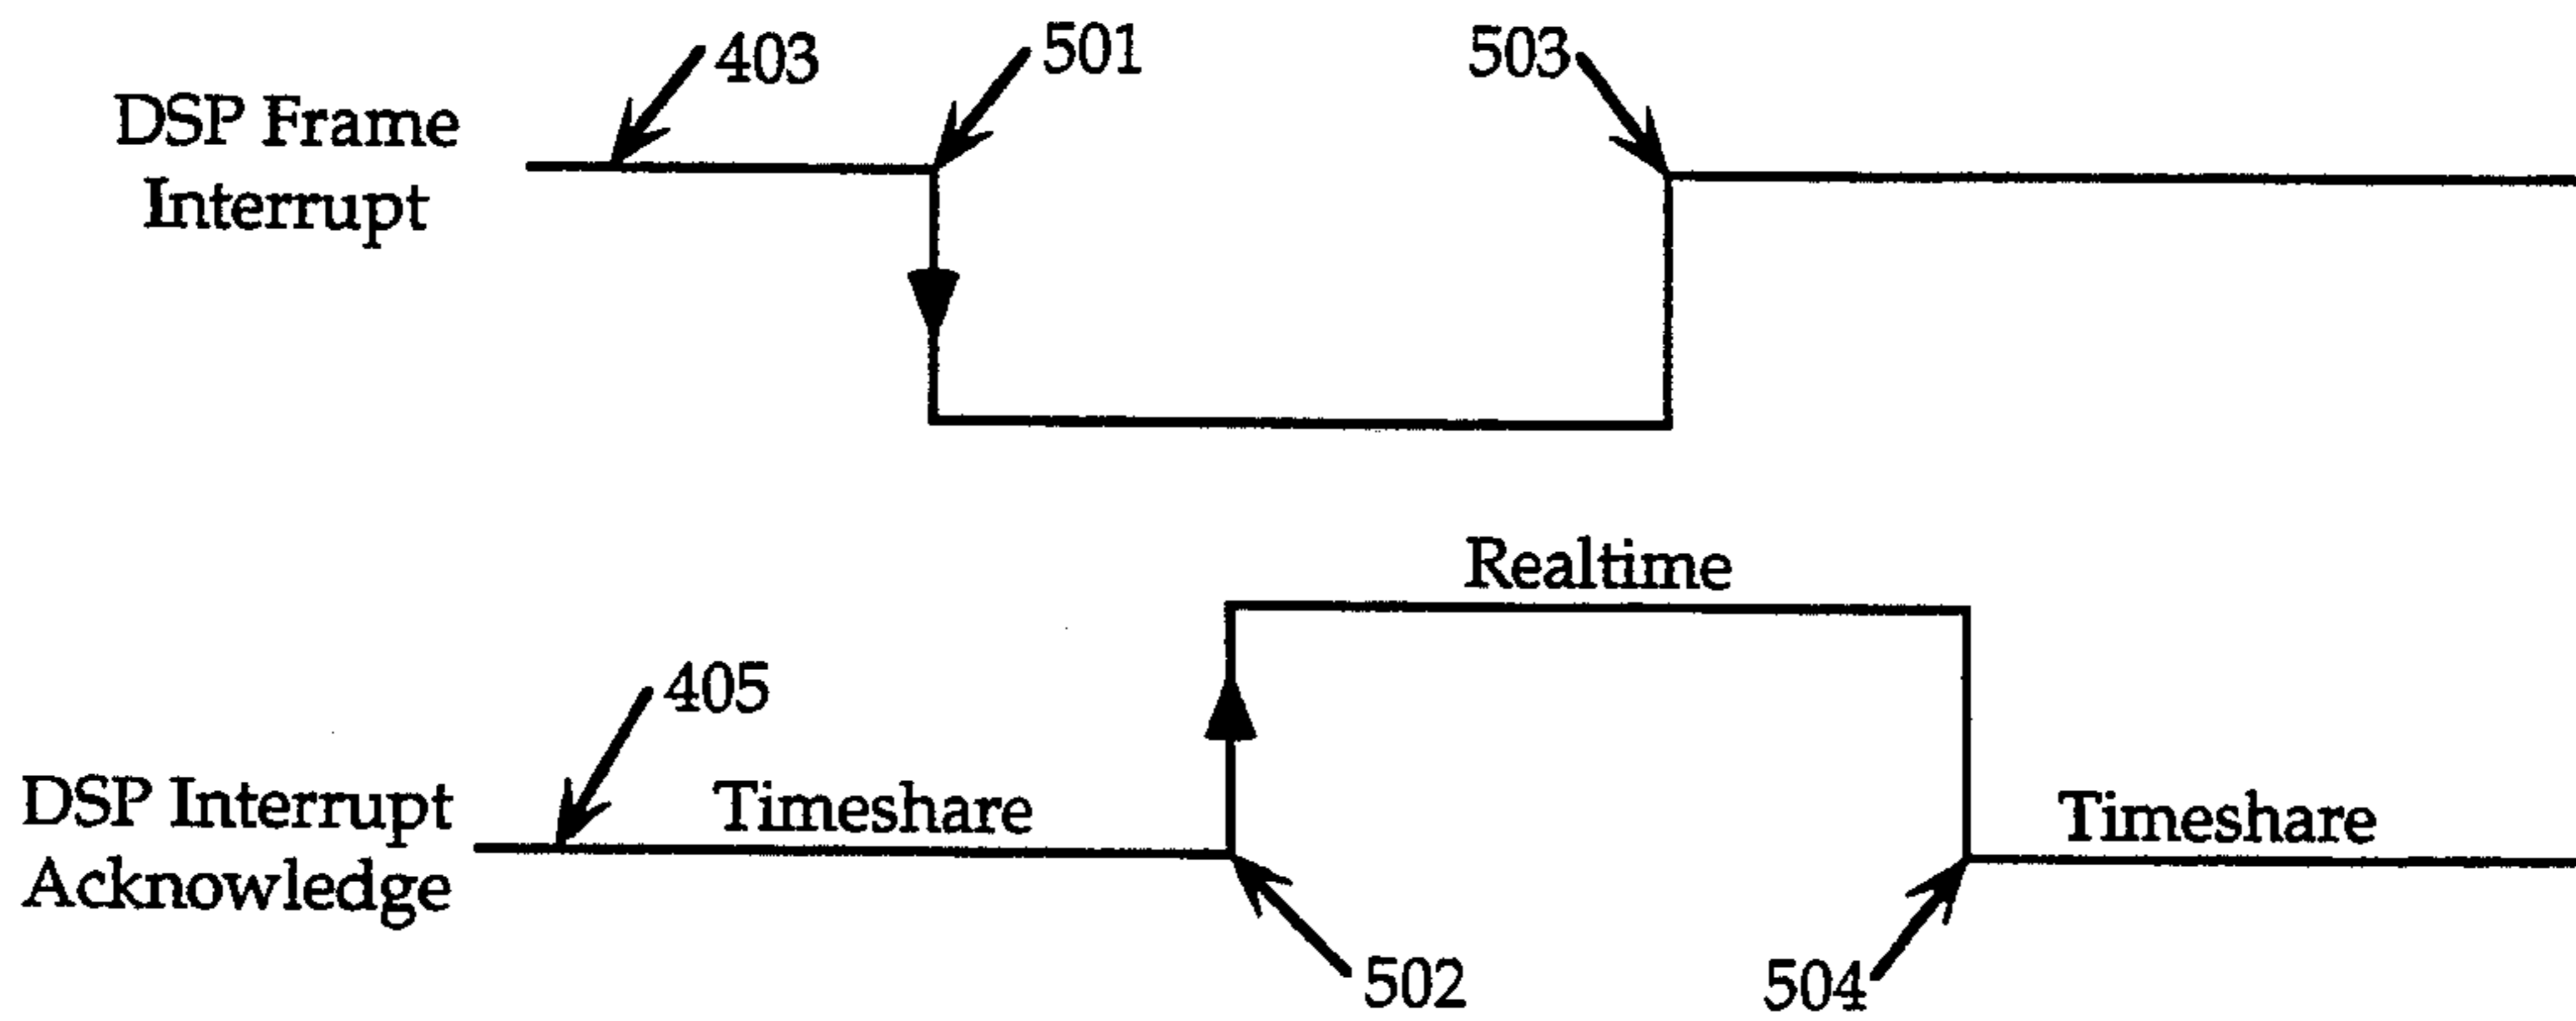 403
501
503
DSP Frame
Interrupt
Realtime
405
Timeshare
DSP Interrupt
Acknowledge
Timeshare
502
504